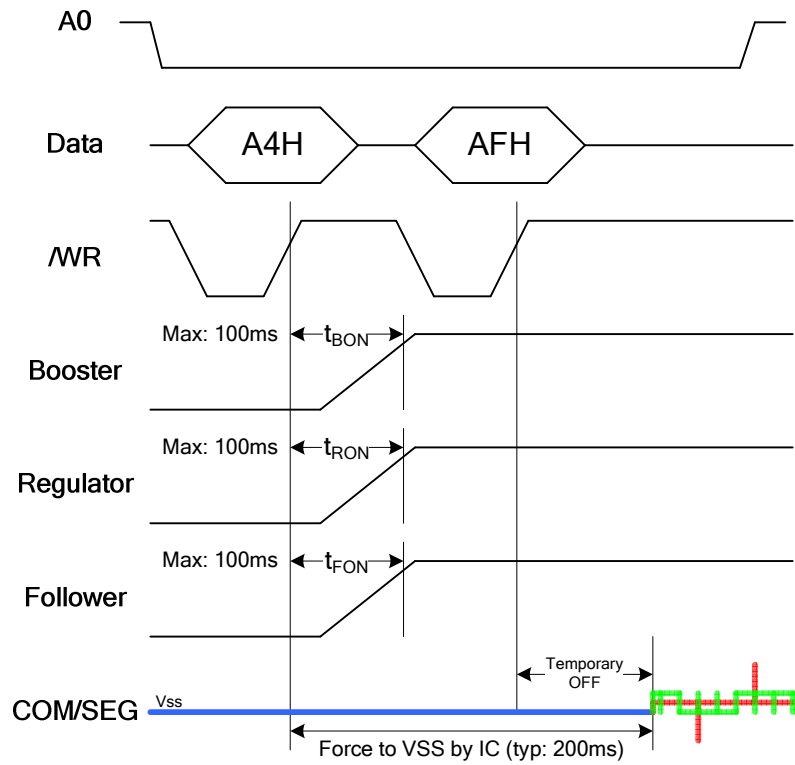 A0
Data
A4H
AFH
/WR
Max: 100ms
tBON
Booster
Max: 100ms
tRON
Regulator
Max: 100ms
tFON
Follower
Temporary
OFF
COM/SEG
Vss
Force to VSS by IC (typ: 200ms)